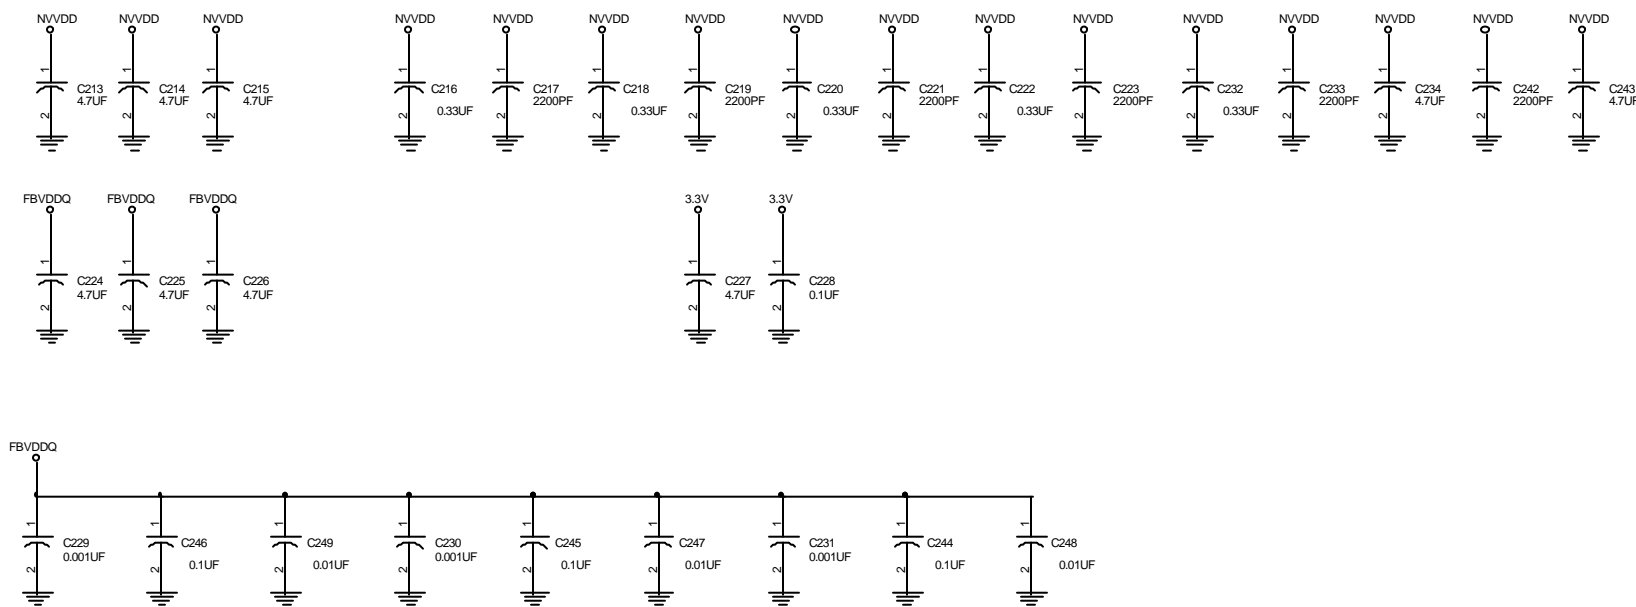 NVVDD NVVDD NVVDD NVVDD NVVDD NVVDD NVVDD NVVDD NVVDD NVVDD NVVDD NVVDD NVVDD NVVDD NVVDD NVVDD
1 1 1 1 1 1 1 1 1 1 1 1 1 1 1 1
C213 C214 C215 C216 C217 C218 C219 C220 C221 C222 C223 C232 C233 C234 C242 C243
4.7UF 4.7UF 4.7UF 0.33UF 2200PF 0.33UF 2200PF 0.33UF 2200PF 0.33UF 2200PF 0.33UF 2200PF 4.7UF 2200PF 4.7UF
2 2 2 2 2 2 2 2 2 2 2 2 2 2 2 2
FBVDDQ FBVDDQ FBVDDQ 3.3V 3.3V
1 1 1 1 1
C224 C225 C226 C227 C228
4.7UF 4.7UF 4.7UF 4.7UF 0.1UF
2 2 2 2 2
FBVDDQ
1 1 1 1 1 1 1 1 1
C229 C246 C249 C230 C245 C247 C231 C244 C248
0.001UF 0.1UF 0.01UF 0.001UF 0.1UF 0.01UF 0.001UF 0.1UF 0.01UF
2 2 2 2 2 2 2 2 2